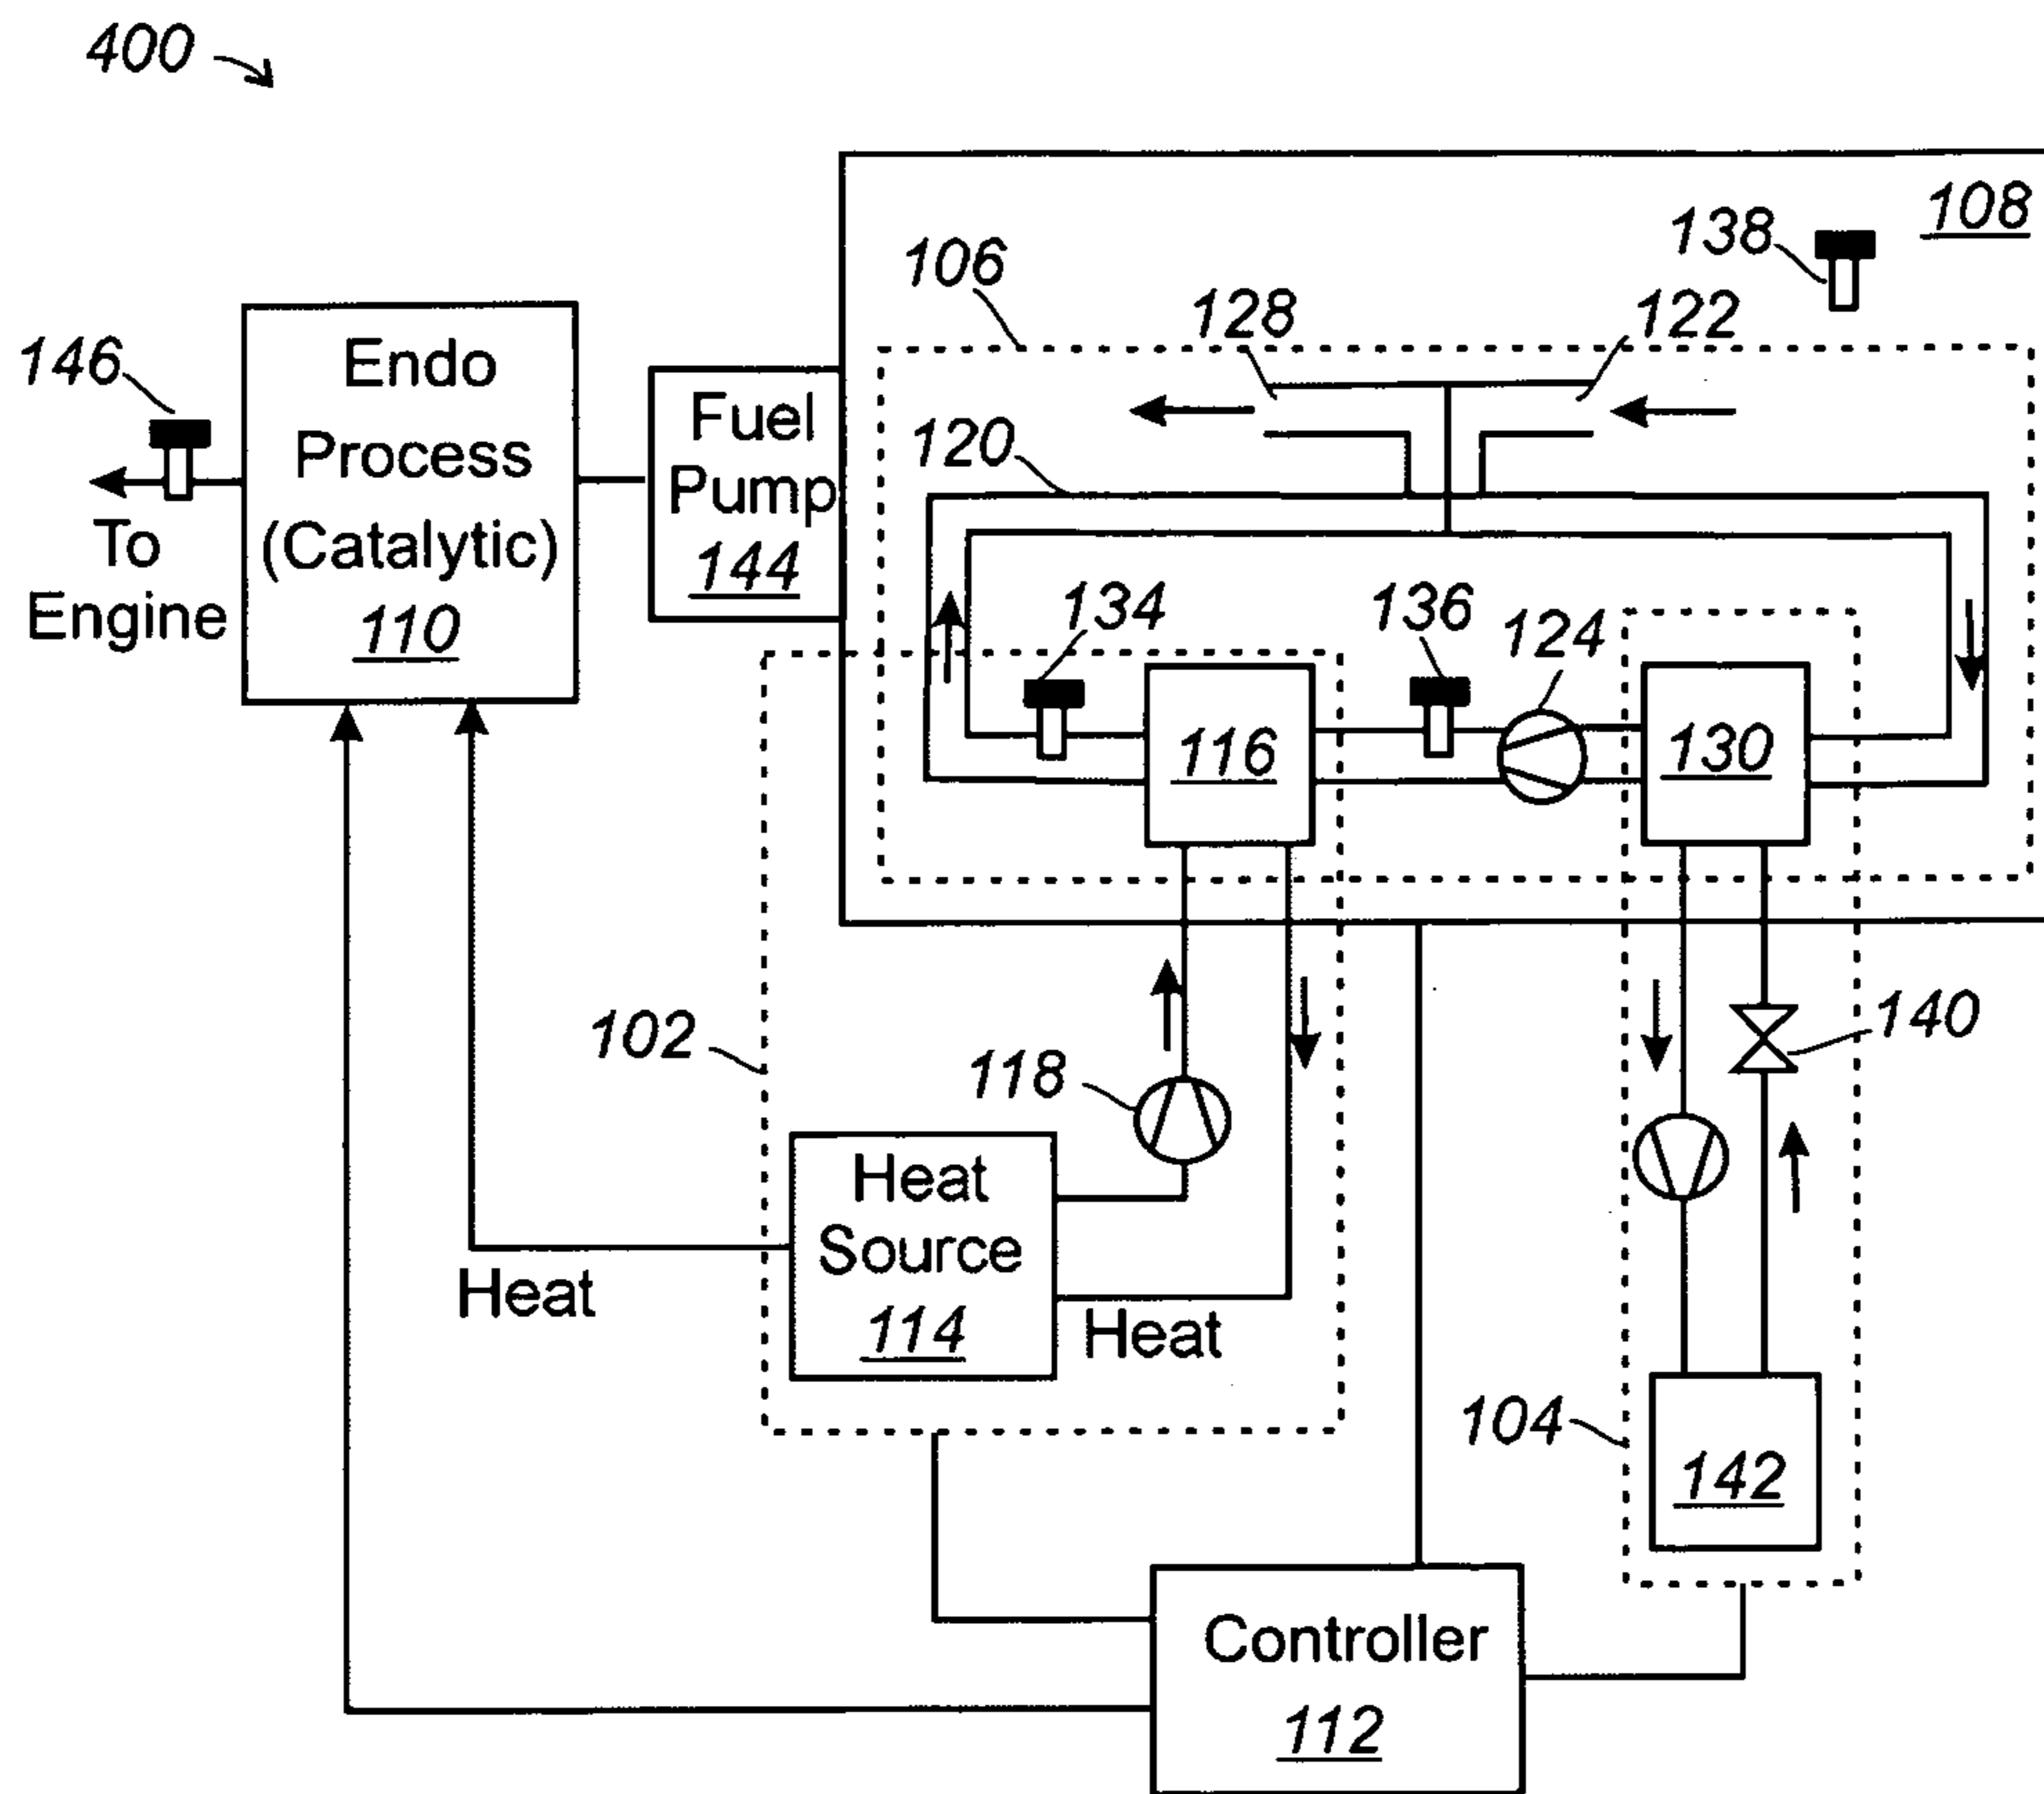 400
108
138
106
128
122
146
Endo
Process
(Catalytic)
110
Fuel
Pump
144
120
To
Engine
134
136
124
116
130
102
118
140
Heat
Source
114
Heat
Heat
104
142
Controller
112